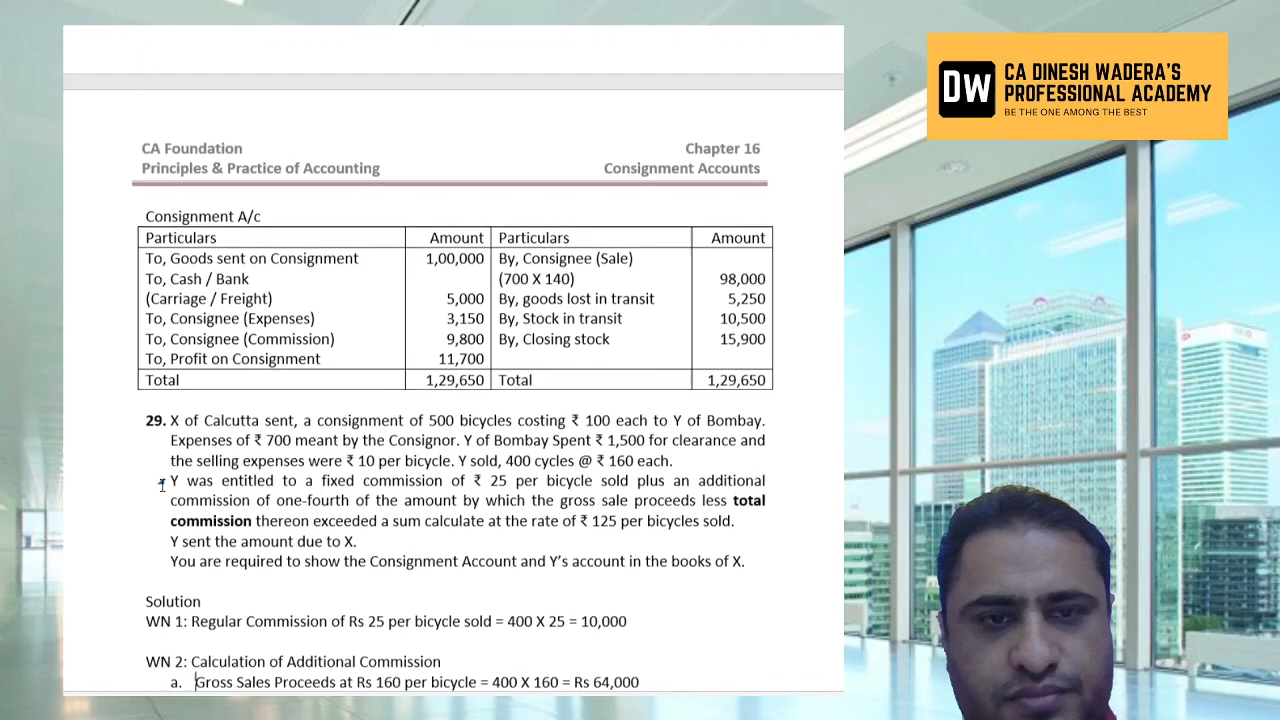 CA Foundation Chapter 16
Principles & Practice of Accounting Consignment Accounts
Consignment A/c
Particulars Amount Particulars Amount
To, Goods sent on Consignment 1,00,000 By, Consignee (Sale)
To, Cash / Bank (700 X 140) 98,000
(Carriage / Freight) 5,000 By, goods lost in transit 5,250
To, Consignee (Expenses) 3,150 By, Stock in transit 10,500
To, Consignee (Commission) 9,800 By, Closing stock 15,900
To, Profit on Consignment 11,700
Total 1,29,650 Total 1,29,650
29. X of Calcutta sent, a consignment of 500 bicycles costing ₹ 100 each to Y of Bombay.
Expenses of ₹ 700 meant by the Consignor. Y of Bombay Spent ₹ 1,500 for clearance and
the selling expenses were ₹ 10 per bicycle. Y sold, 400 cycles @ ₹ 160 each.
Y was entitled to a fixed commission of ₹ 25 per bicycle sold plus an additional
commission of one-fourth of the amount by which the gross sale proceeds less total
commission thereon exceeded a sum calculate at the rate of ₹ 125 per bicycles sold.
Y sent the amount due to X.
You are required to show the Consignment Account and Y's account in the books of X.
Solution
WN 1: Regular Commission of Rs 25 per bicycle sold = 400 X 25 = 10,000
WN 2: Calculation of Additional Commission
a. Gross Sales Proceeds at Rs 160 per bicycle = 400 X 160 = Rs 64,000
DW
CA DINESH WADERA'S
PROFESSIONAL ACADEMY
BE THE ONE AMONG THE BEST